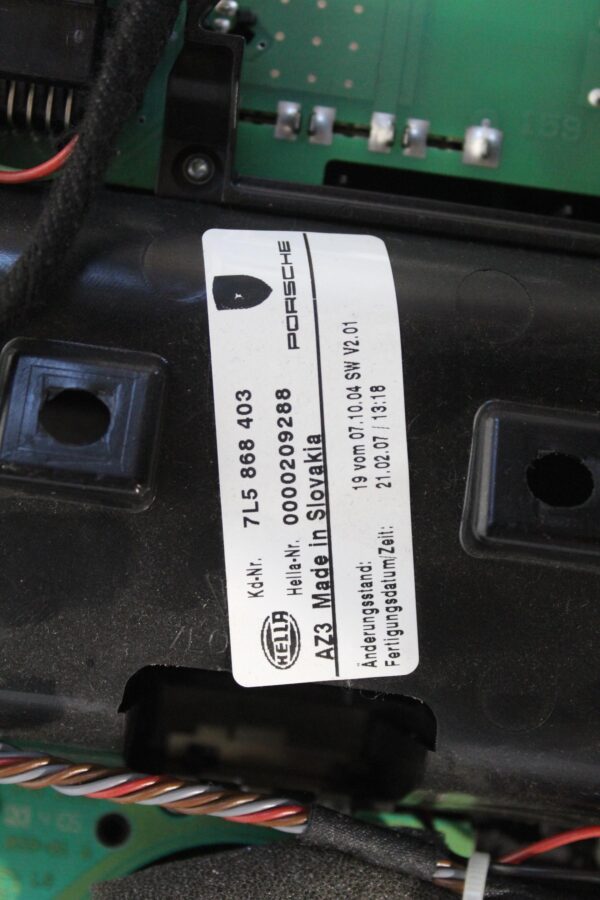 PORSCHE
Kd-Nr. 7L5 868 403
Hella-Nr. 0000209288
HELLA
AZ3 Made in Slovakia
Änderungsstand: 19 vom 07.10.04 SW V2.01
Fertigungsdatum/Zeit: 21.02.07 / 13:18
159